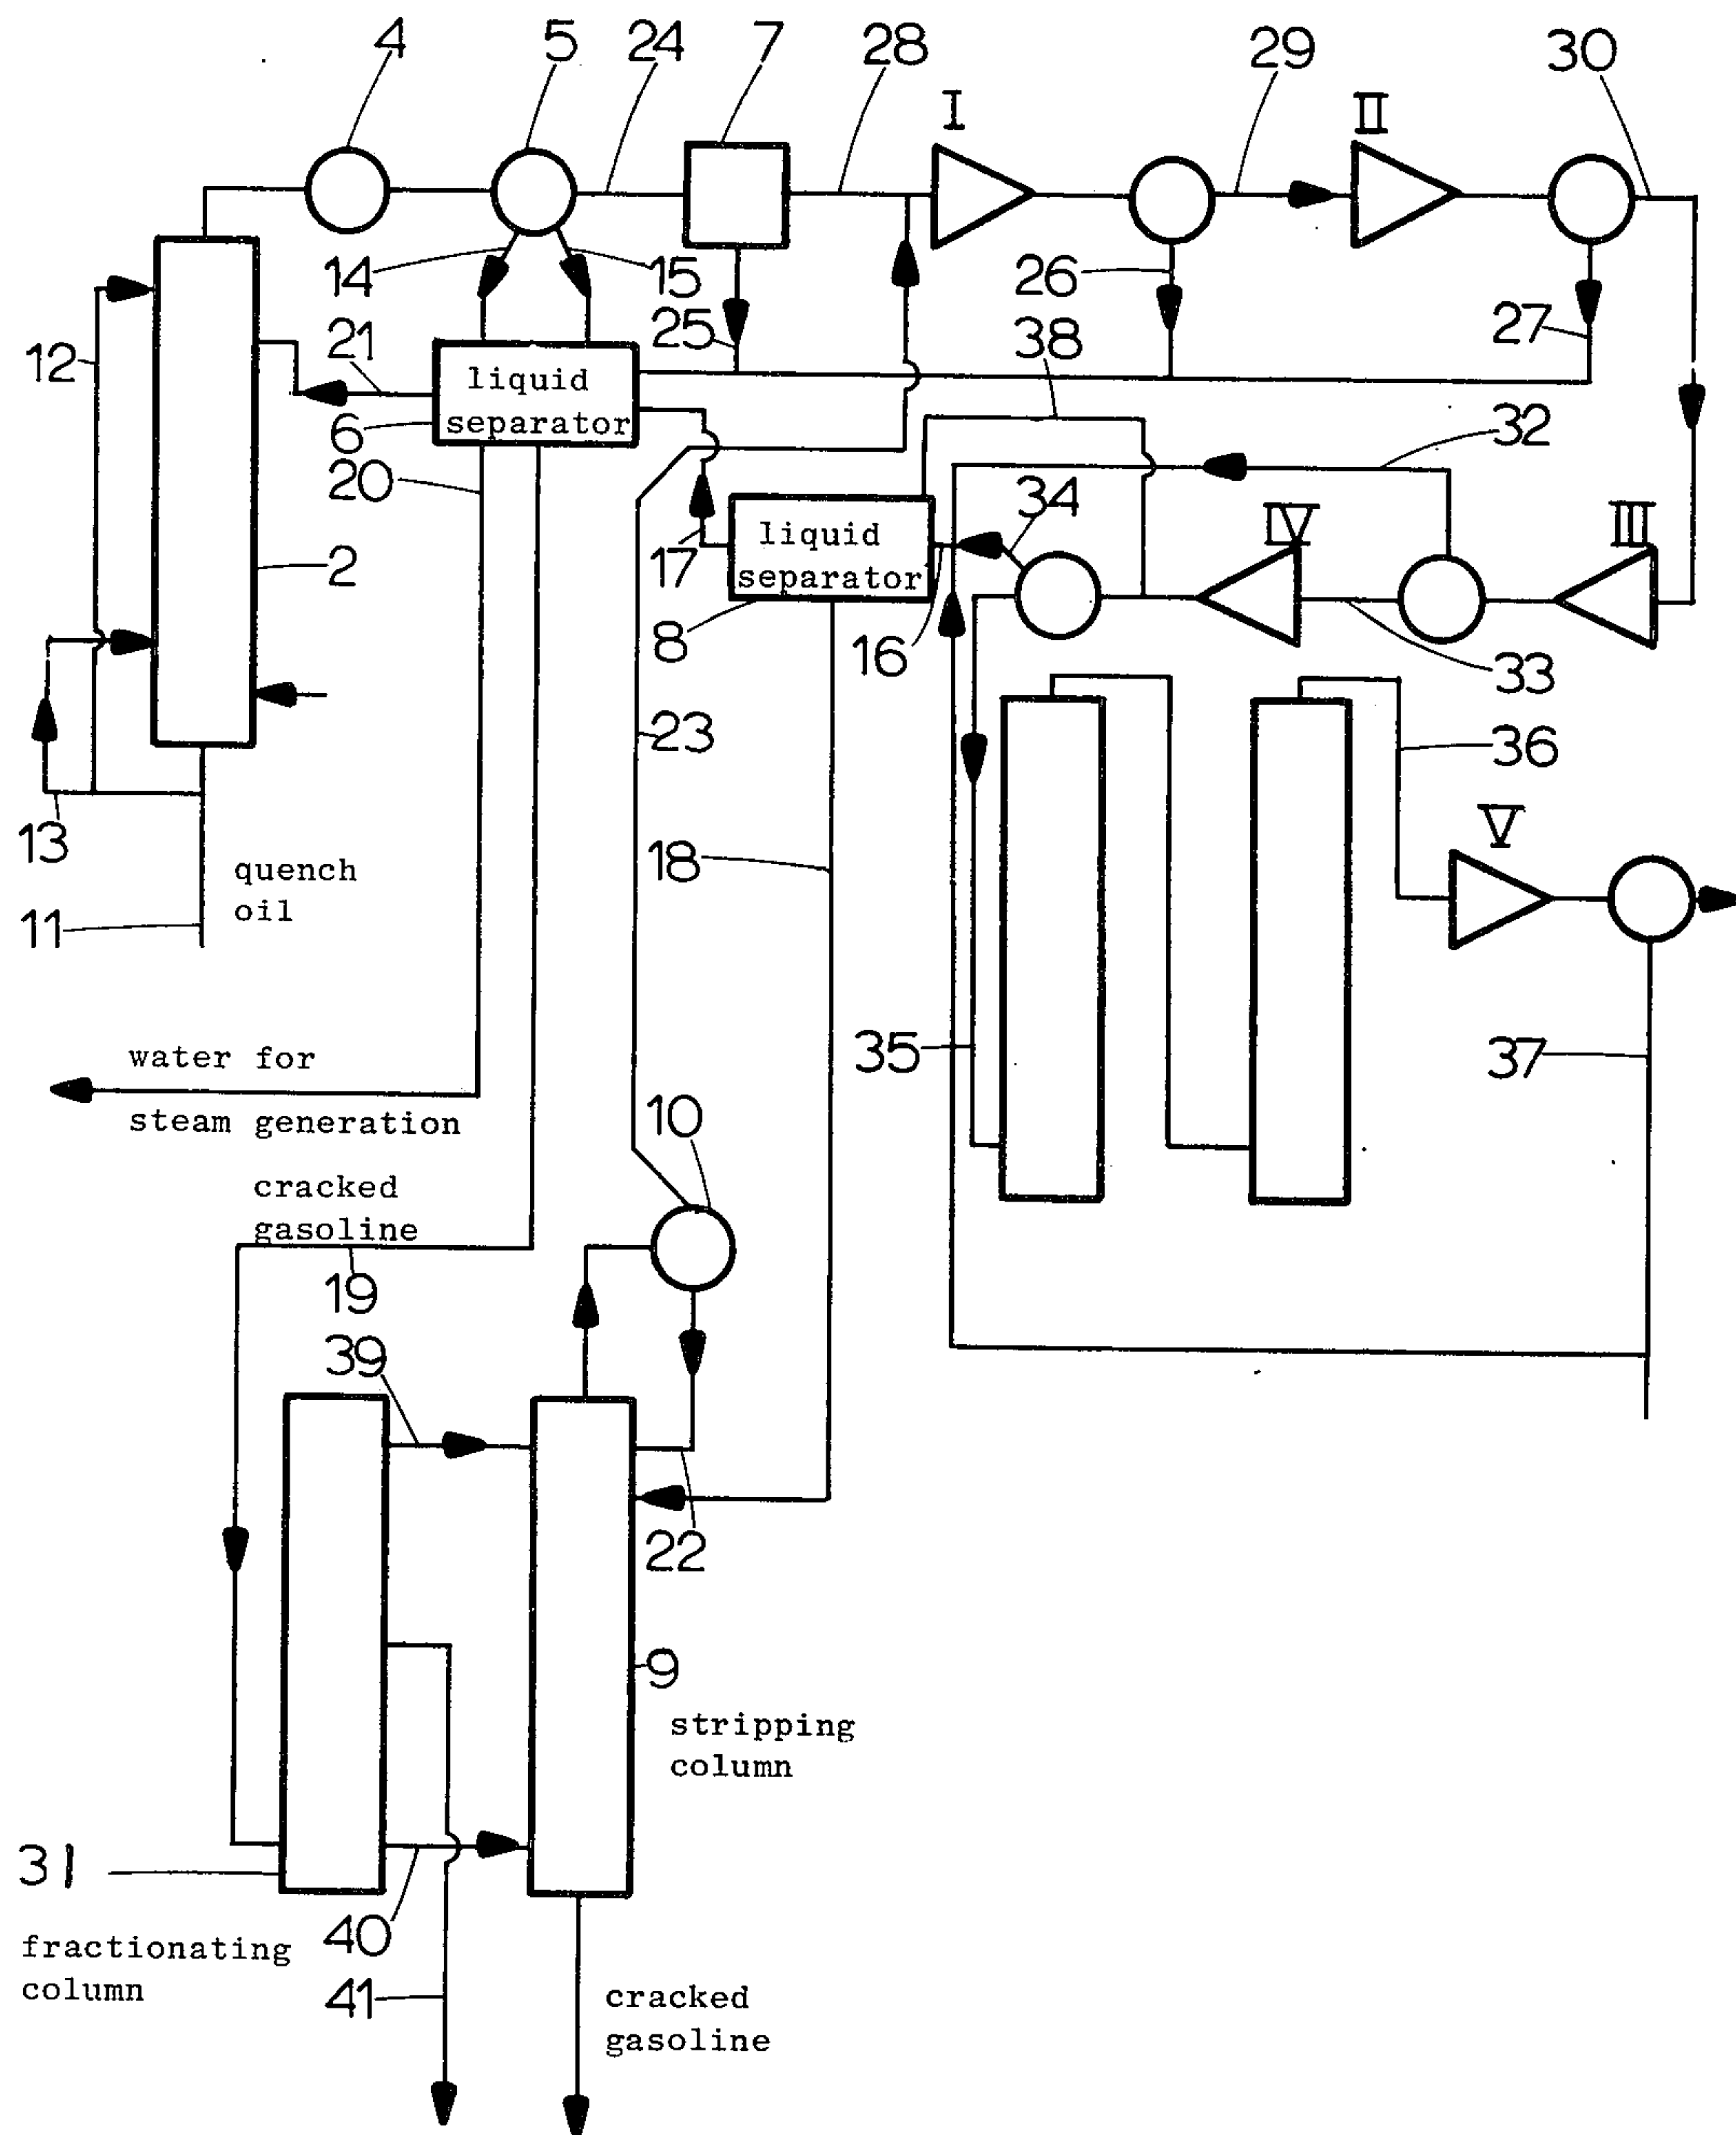 4 5 24 7 28 29 30
I II
14 15 26
12 21 25 38 27
liquid
6 separator
20 32
34 IV III
liquid
17 separator
2
8 16 33
23 36
13 V
quench
oil
18
11
35 37
water for
steam generation
10
cracked
gasoline
19
39
22
9
stripping
column
31
fractionating
column
40
41
cracked
gasoline